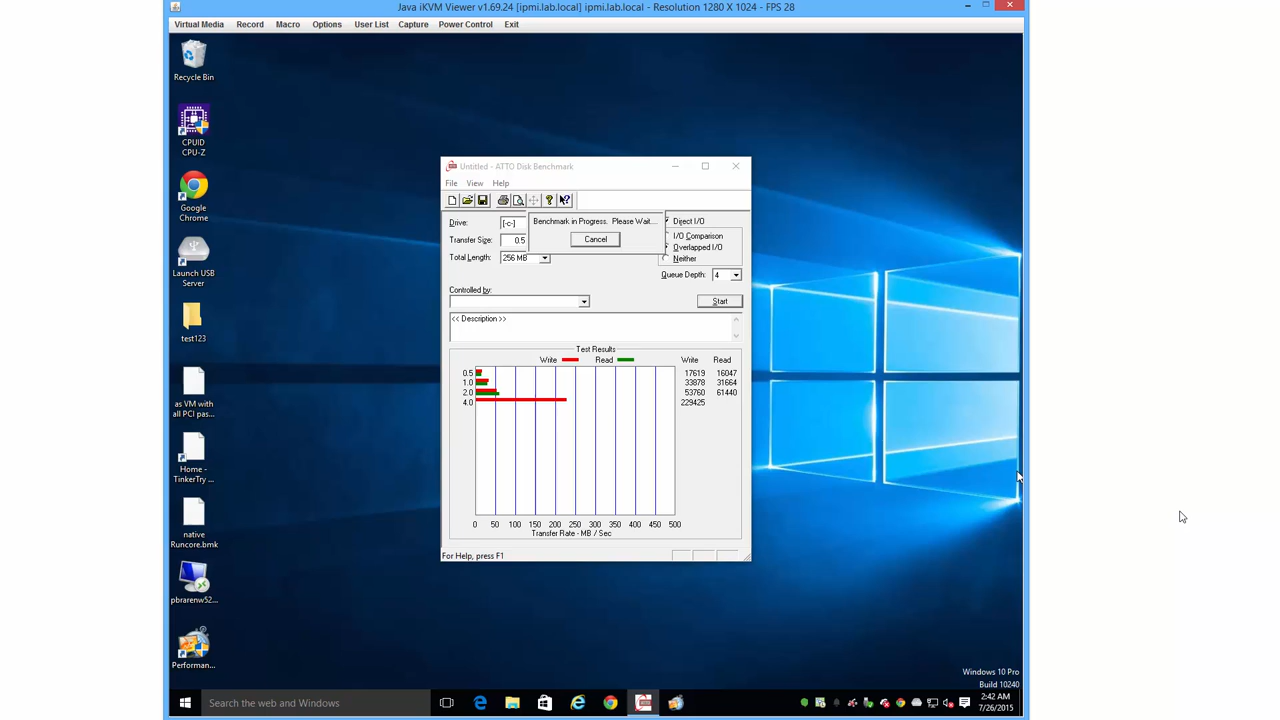 Java iKVM Viewer v1.69.24 [ipmi.lab.local] ipmi.lab.local - Resolution 1280 X 1024 - FPS 28
Virtual Media Record Macro Options User List Capture Power Control Exit
Recycle Bin
CPUID
CPU-Z
Google
Chrome
Launch USB
Server
test123
as VM with
all PCI pas...
Home -
TinkerTry ...
native
Runcore.bmk
pbrarenw52...
Performan...
Untitled - ATTO Disk Benchmark
File View Help
Drive: [-c-]
Benchmark in Progress. Please Wait....
Cancel
Direct I/O
Transfer Size: 0.5
I/O Comparison
Overlapped I/O
Neither
Total Length: 256 MB
Queue Depth: 4
Controlled by:
Start
<< Description >>
Test Results
Write Read Write Read
0.5 17619 16047
1.0 33878 31664
2.0 53760 61440
4.0 229425
0 50 100 150 200 250 300 350 400 450 500
Transfer Rate - MB / Sec
For Help, press F1
Windows 10 Pro
Build 10240
Search the web and Windows
2:42 AM
7/26/2015